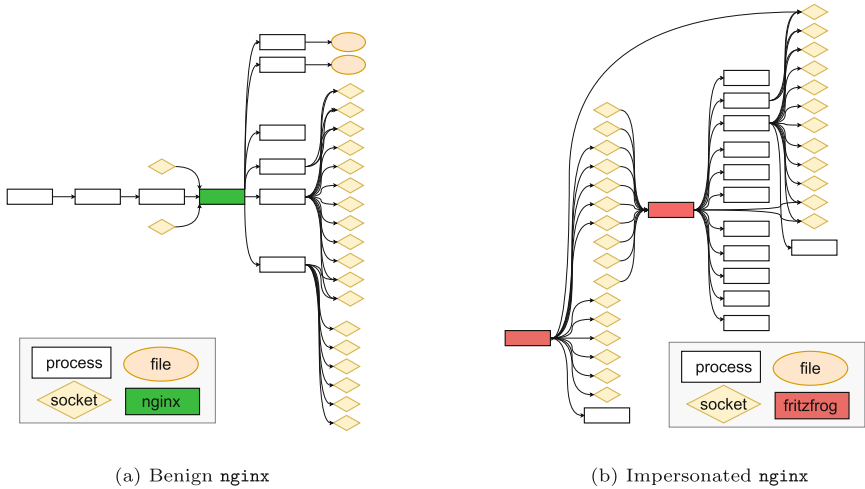 process
file
socket
nginx
process
file
socket
fritzfrog
(a) Benign nginx
(b) Impersonated nginx